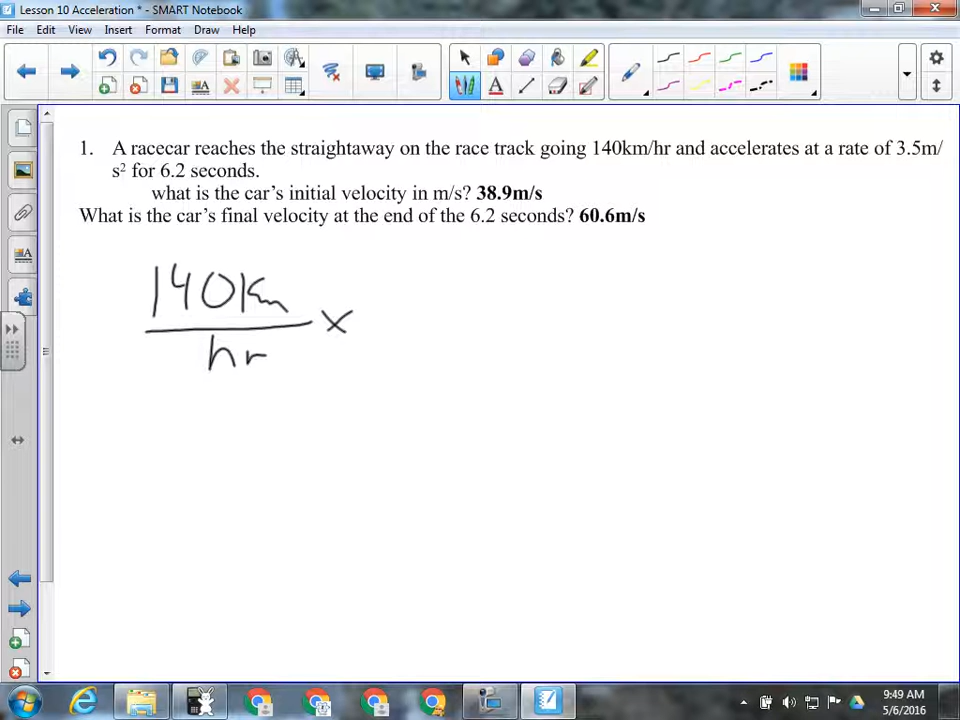 Lesson 10 Acceleration * - SMART Notebook
File Edit View Insert Format Draw Help
1. A racecar reaches the straightaway on the race track going 140km/hr and accelerates at a rate of 3.5m/
s² for 6.2 seconds.
what is the car's initial velocity in m/s? 38.9m/s
What is the car's final velocity at the end of the 6.2 seconds? 60.6m/s
140km
hr
x
9:49 AM
5/6/2016